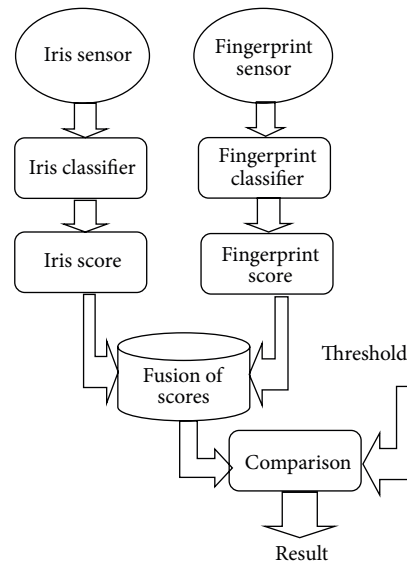 Iris sensor
Fingerprint
sensor
Iris classifier
Fingerprint
classifier
Iris score
Fingerprint
score
Threshold
Fusion of
scores
Comparison
Result